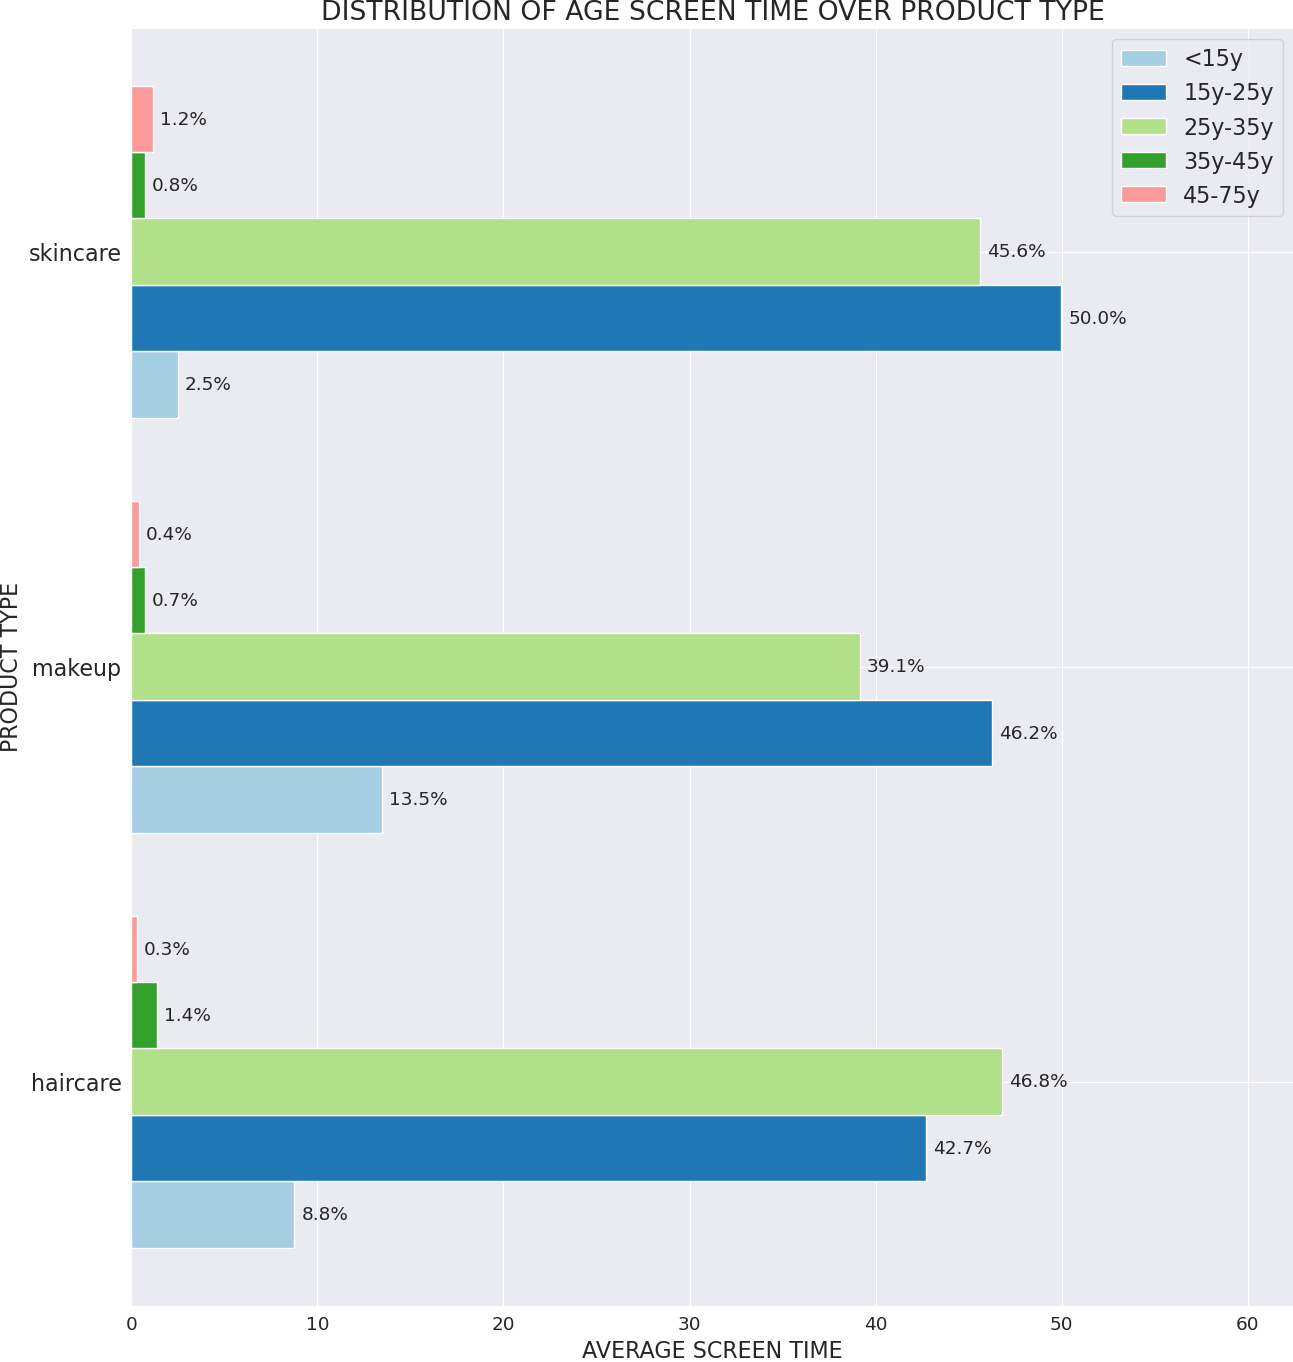 DISTRIBUTION OF AGE SCREEN TIME OVER PRODUCT TYPE
<15y
15y-25y
25y-35y
35y-45y
45-75y
1.2%
0.8%
skincare
45.6%
50.0%
2.5%
0.4%
0.7%
makeup
39.1%
46.2%
13.5%
PRODUCT TYPE
0.3%
1.4%
haircare
46.8%
42.7%
8.8%
0 10 20 30 40 50 60
AVERAGE SCREEN TIME